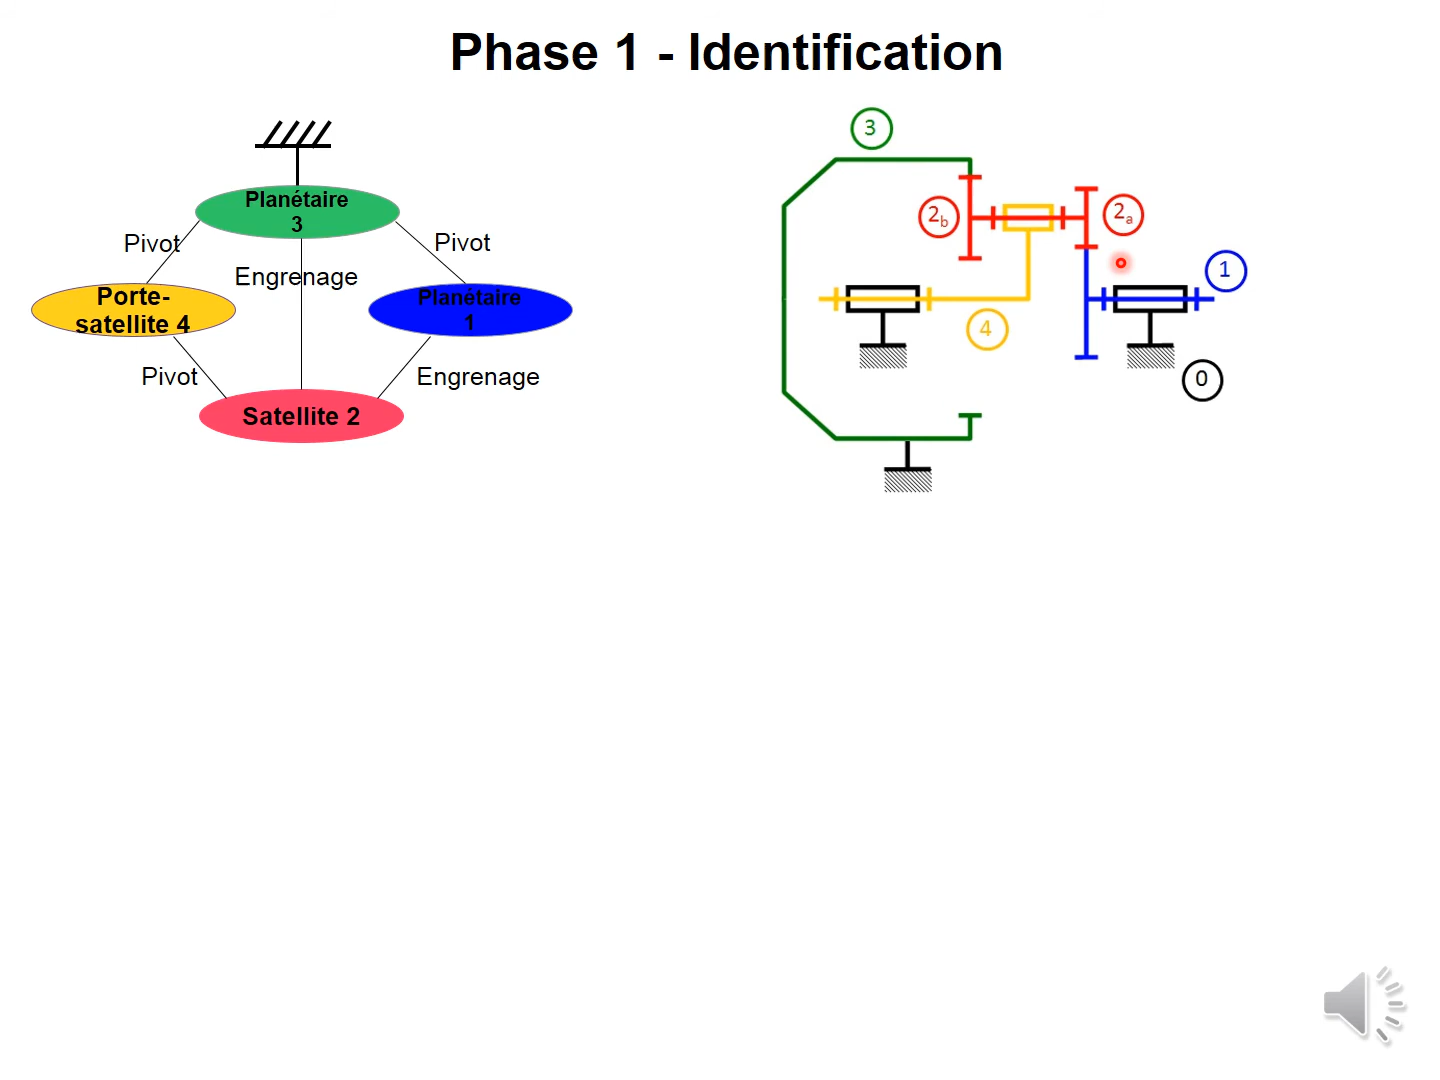 Phase 1 - Identification
Planétaire
3
Pivot
Pivot
Engrenage
Porte-
satellite 4
Planétaire
1
Pivot
Engrenage
Satellite 2
3
2b
2a
1
4
0